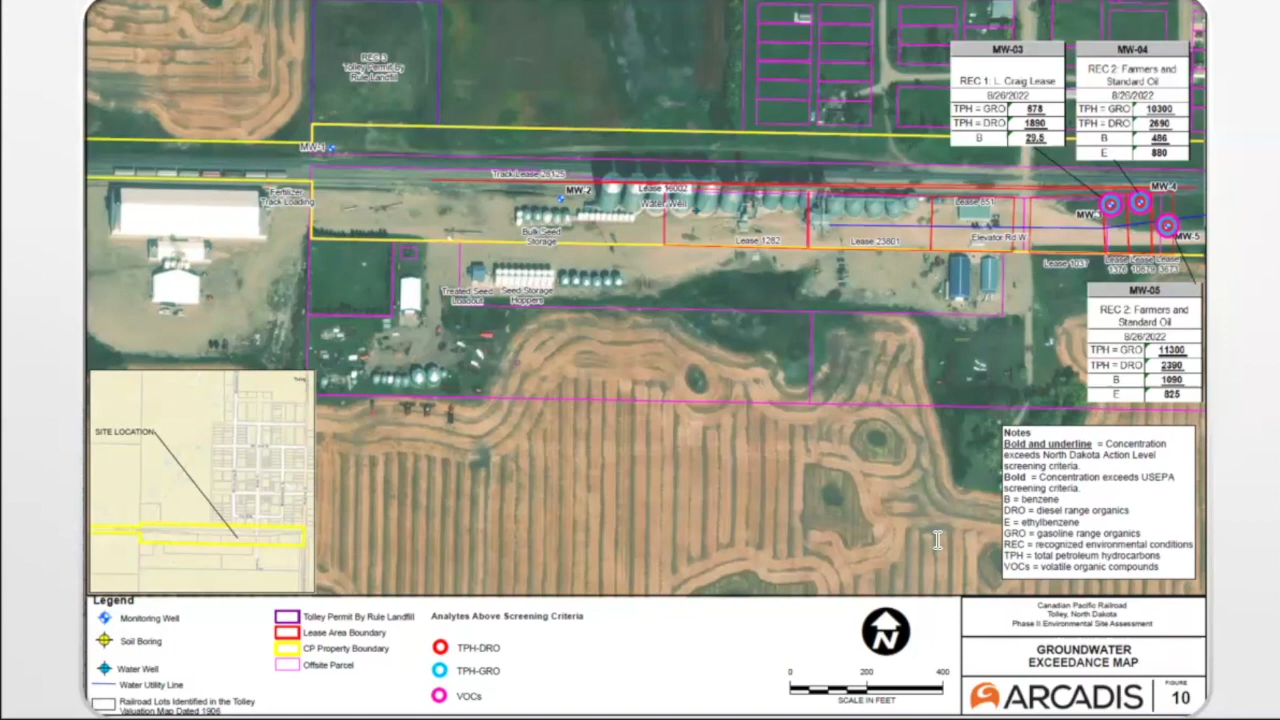 REC 3
Tolley Permit by
Rule Landfill
MW-03
REC 1: L. Craig Lease
8/26/2022
TPH = GRO 678
TPH = DRO 1890
B 29.5
MW-04
REC 2: Farmers and
Standard Oil
8/26/2022
TPH = GRO 10300
TPH = DRO 2690
B 486
E 880
MW-1
Track Lease 28125
Fertilizer
Track Loading
MW-2
Lease 16002
Water Well
Lease 851
MW-4
MW-3
MW-5
Bulk Seed
Storage
Lease 1282
Lease 23801
Elevator Rd W
Lease 1037
Lease Lease Lease
Treated Seed
Loadout
Seed Storage
Hoppers
MW-05
REC 2: Farmers and
Standard Oil
8/26/2022
TPH = GRO 11300
TPH = DRO 2390
B 1090
E 825
SITE LOCATION
Notes
Bold and underline = Concentration
exceeds North Dakota Action Level
screening criteria.
Bold = Concentration exceeds USEPA
screening criteria.
B = benzene
DRO = diesel range organics
E = ethylbenzene
GRO = gasoline range organics
REC = recognized environmental conditions
TPH = total petroleum hydrocarbons
VOCs = volatile organic compounds
Legend
Monitoring Well
Soil Boring
Water Well
Water Utility Line
Railroad Lots Identified in the Tolley
Valuation Map Dated 1906
Tolley Permit By Rule Landfill
Lease Area Boundary
CP Property Boundary
Offsite Parcel
Analytes Above Screening Criteria
TPH-DRO
TPH-GRO
VOCs
N
0 200 400
SCALE IN FEET
Canadian Pacific Railroad
Tolley, North Dakota
Phase II Environmental Site Assessment
GROUNDWATER
EXCEEDANCE MAP
ARCADIS
FIGURE
10